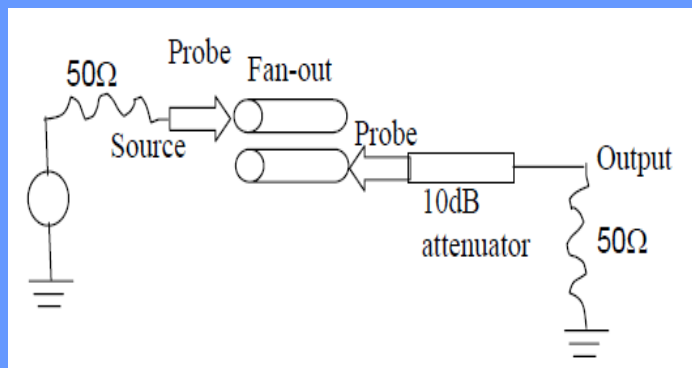 Probe
50Ω
Fan-out
Source
Probe
Output
10dB
attenuator
50Ω